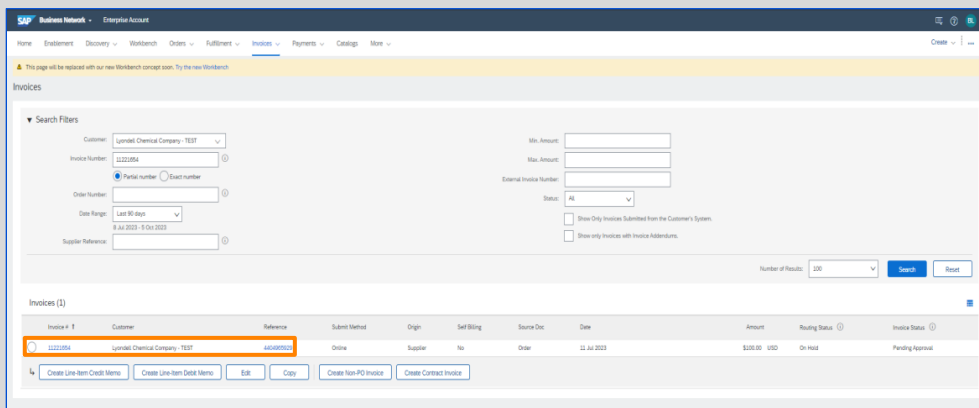 SAP Business Network Enterprise Account BL
Home Enablement Discovery Workbench Orders Fulfillment Invoices Payments Catalogs More Create
This page will be replaced with our new Workbench concept soon. Try the new Workbench
Invoices
Search Filters
Customer: Lyondell Chemical Company - TEST
Invoice Number: 11221654
Partial number Exact number
Order Number:
Date Range: Last 90 days
8 Jul 2023 - 5 Oct 2023
Supplier Reference:
Min. Amount:
Max. Amount:
External Invoice Number:
Status: All
Show Only Invoices Submitted from the Customer's System.
Show only Invoices with Invoice Addendums.
Number of Results: 100 Search Reset
Invoices (1)
Invoice # ↑ Customer Reference Submit Method Origin Self Billing Source Doc Date Amount Routing Status Invoice Status
11221654 Lyondell Chemical Company - TEST Online Supplier No Order 11 Jul 2023 $100.00 USD On Hold Pending Approval
Create Line-Item Credit Memo Create Line-Item Debit Memo Edit Copy Create Non-PO Invoice Create Contract Invoice